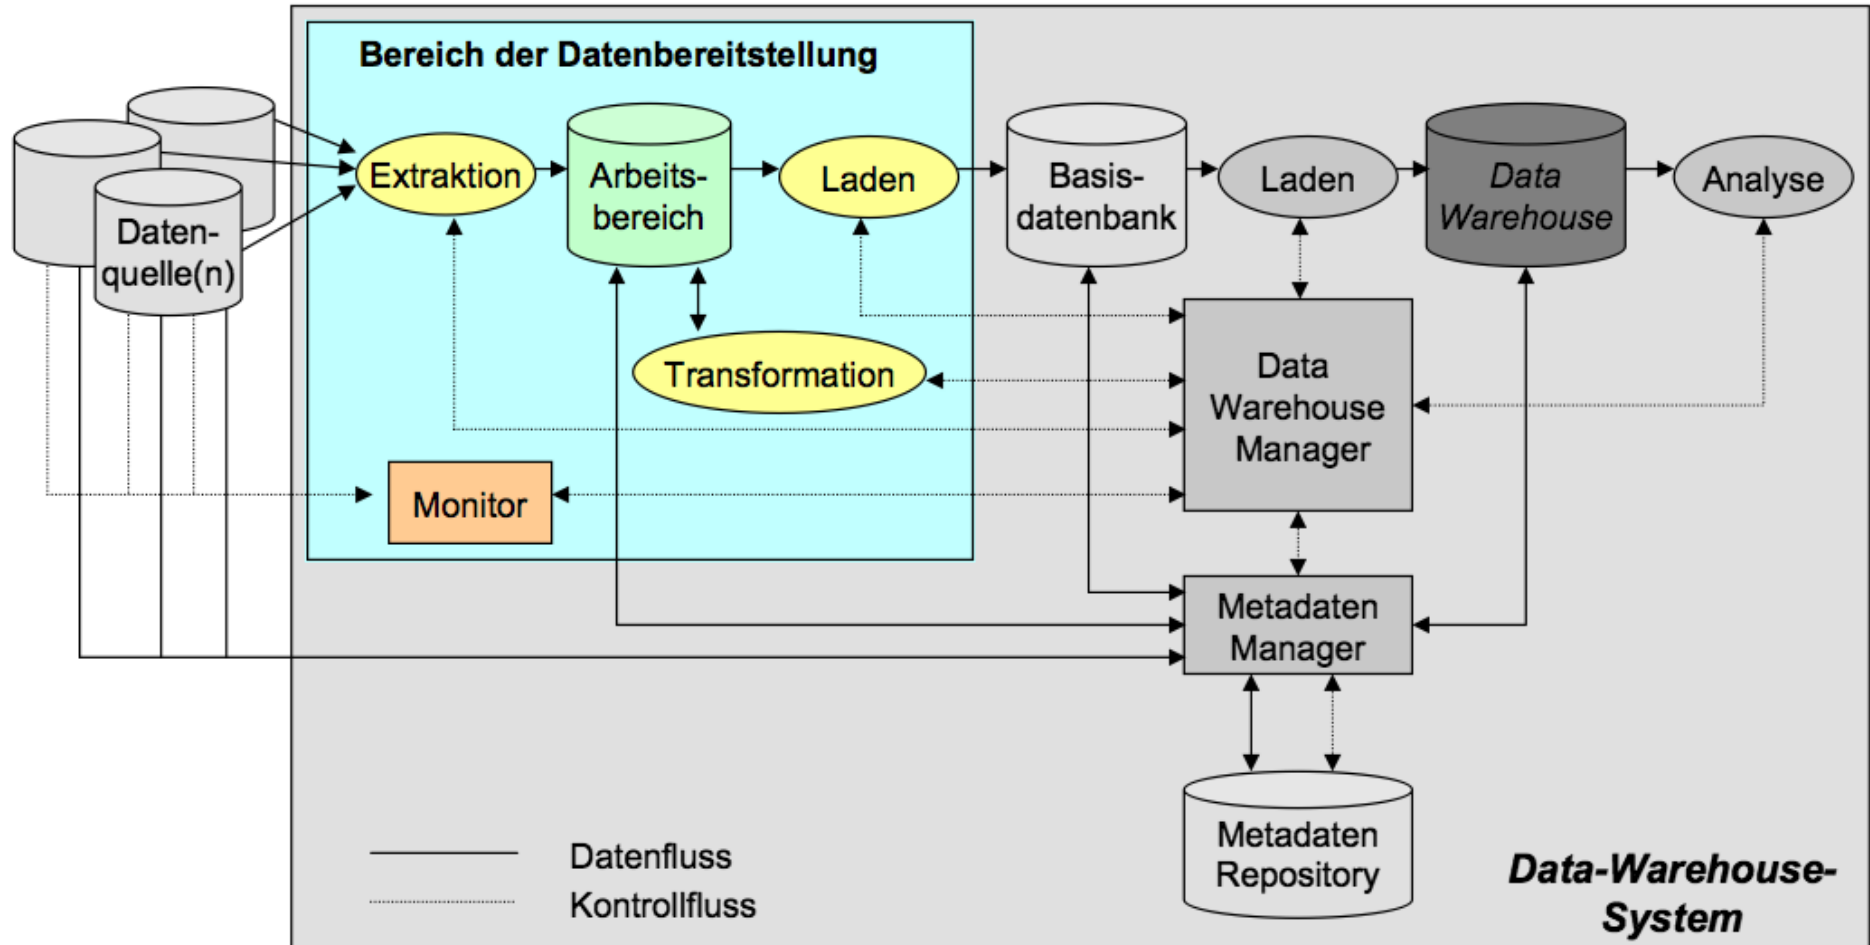 Bereich der Datenbereitstellung
Daten-
quelle(n)
Extraktion
Arbeits-
bereich
Laden
Basis-
datenbank
Laden
Data
Warehouse
Analyse
Transformation
Monitor
Data
Warehouse
Manager
Metadaten
Manager
Metadaten
Repository
Datenfluss
Kontrollfluss
Data-Warehouse-
System